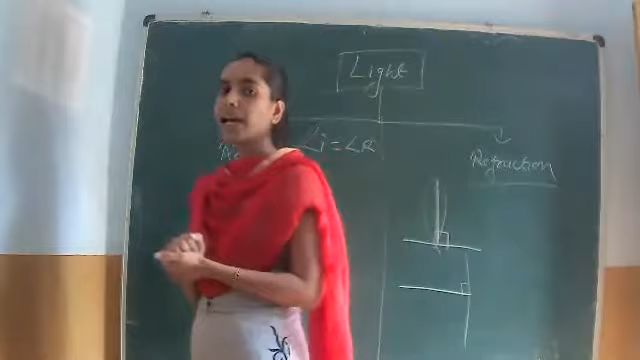 Light
∠i = ∠R
Refraction